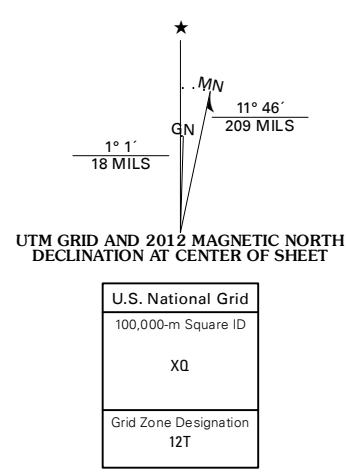 ★
MN
11° 46´
209 MILS
GN
1° 1´
18 MILS
UTM GRID AND 2012 MAGNETIC NORTH
DECLINATION AT CENTER OF SHEET
U.S. National Grid
100,000-m Square ID
XQ
Grid Zone Designation
12T